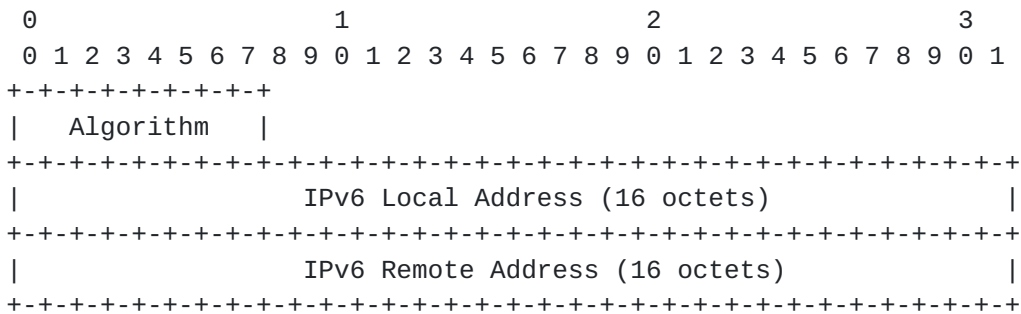 0                   1                   2                   3
 0 1 2 3 4 5 6 7 8 9 0 1 2 3 4 5 6 7 8 9 0 1 2 3 4 5 6 7 8 9 0 1
+-+-+-+-+-+-+-+-+
|   Algorithm   |
+-+-+-+-+-+-+-+-+-+-+-+-+-+-+-+-+-+-+-+-+-+-+-+-+-+-+-+-+-+-+-+-+
|                  IPv6 Local Address (16 octets)               |
+-+-+-+-+-+-+-+-+-+-+-+-+-+-+-+-+-+-+-+-+-+-+-+-+-+-+-+-+-+-+-+-+
|                  IPv6 Remote Address (16 octets)              |
+-+-+-+-+-+-+-+-+-+-+-+-+-+-+-+-+-+-+-+-+-+-+-+-+-+-+-+-+-+-+-+-+